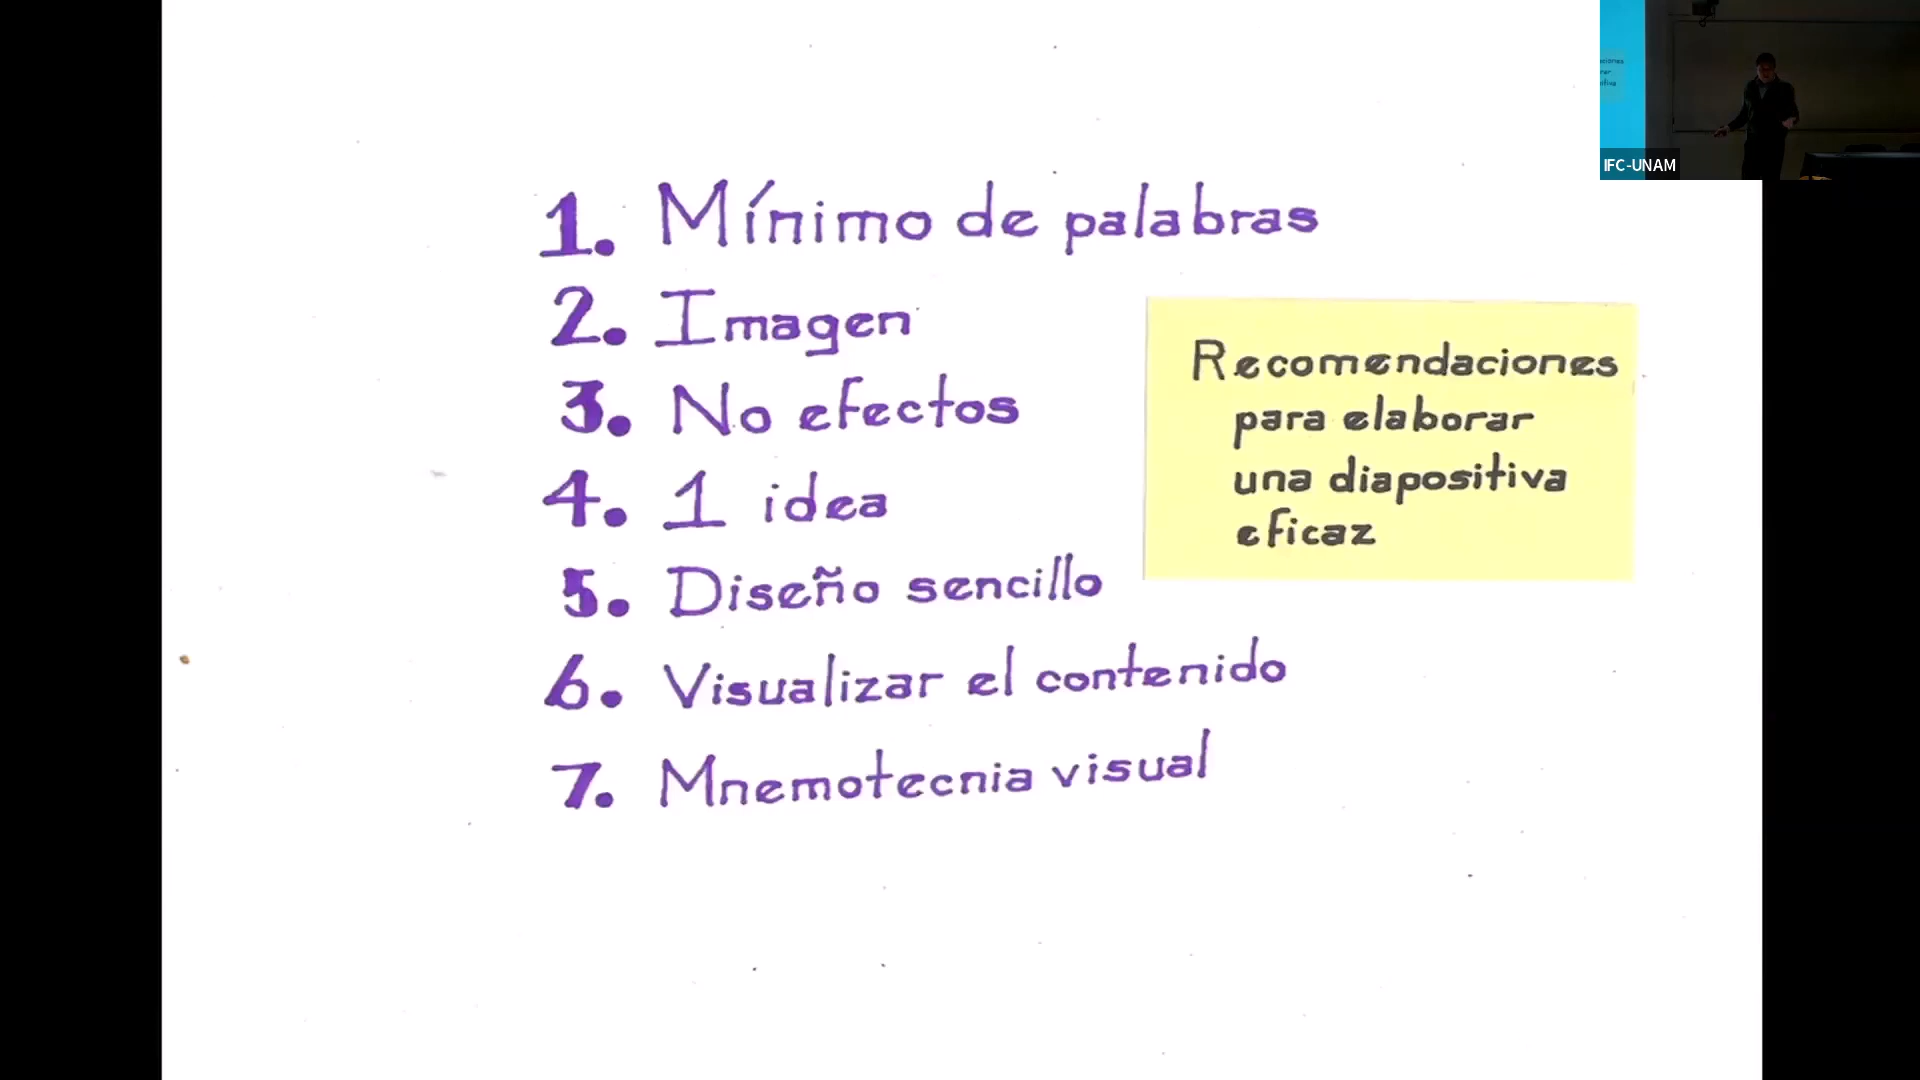 1. Mínimo de palabras
2. Imagen
3. No efectos
4. 1 idea
5. Diseño sencillo
6. Visualizar el contenido
7. Mnemotecnia visual
Recomendaciones
para elaborar
una diapositiva
eficaz
IFC-UNAM